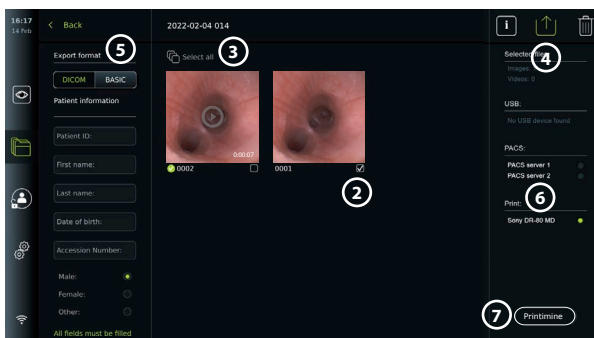 16:17
14 Feb
Back
2022-02-04 014
i
Export format
5
DICOM BASIC
Patient information
Patient ID:
First name:
Last name:
Date of birth:
Accession Number:
Male:
Female:
Other:
All fields must be filled
Select all
3
0:00:07
0002
0001
2
4
Images:
Videos: 0
USB:
No USB device found
PACS:
PACS server 1
PACS server 2
6
Print:
Sony DR-80 MD
7
Printimine